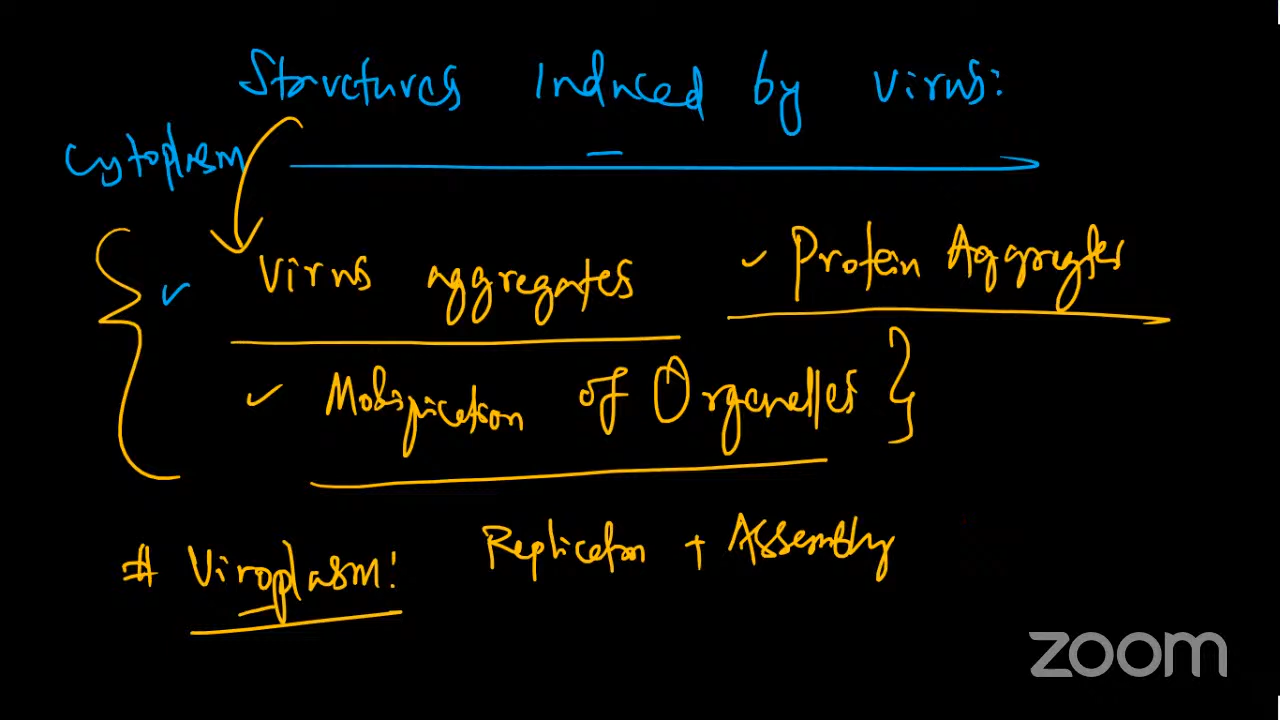 Structures Induced by Virus:
Cytoplasm
✓ Virus aggregates ✓ Protein Aggregates
✓ Modification of Organelles }
# Viroplasm: Replication + Assembly
zoom